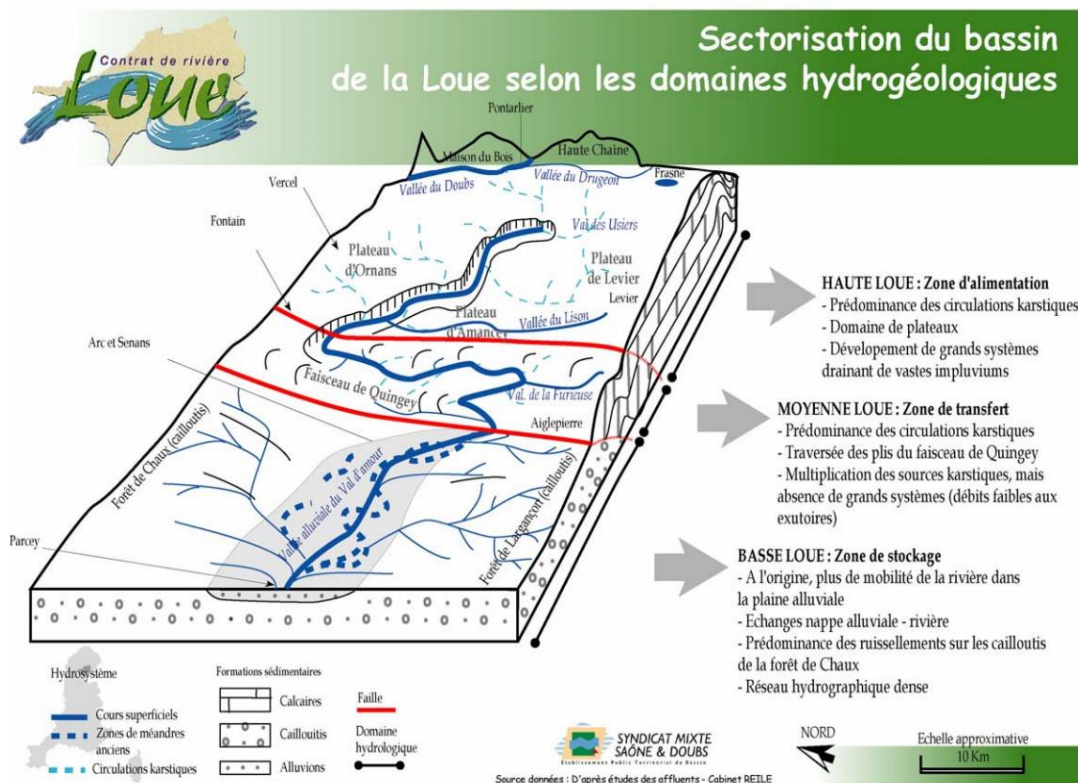 Contrat de rivière
Loue
Sectorisation du bassin
de la Loue selon les domaines hydrogéologiques
Pontarlier
Maison du Bois
Haute Chaîne
Vallée du Doubs
Vallée du Drugeon
Frasne
Vercel
Fontain
Val des Usiers
Plateau
d'Ornans
Plateau
de Levier
Levier
Plateau
d'Amancey
Vallée du Lison
Arc et Senans
Faisceau de Quingey
Val. de la Furieuse
Aiglepierre
Forêt de Chaux (cailloutis)
Vallée alluviale du Val d'amour
Forêt de Largançon (cailloutis)
Parcey
HAUTE LOUE : Zone d'alimentation
- Prédominance des circulations karstiques
- Domaine de plateaux
- Dévelopement de grands systèmes
drainant de vastes impluviums
MOYENNE LOUE : Zone de transfert
- Prédominance des circulations karstiques
- Traversée des plis du faisceau de Quingey
- Multiplication des sources karstiques, mais
absence de grands systèmes (débits faibles aux
exutoires)
BASSE LOUE : Zone de stockage
- A l'origine, plus de mobilité de la rivière dans
la plaine alluviale
- Echanges nappe alluviale - rivière
- Prédominance des ruissellements sur les cailloutis
de la forêt de Chaux
- Réseau hydrographique dense
Hydrosystème
Cours superficiels
Zones de méandres
anciens
Circulations karstiques
Formations sédimentaires
Calcaires
Caillouitis
Alluvions
Faille
Domaine
hydrologique
SYNDICAT MIXTE
SAÔNE & DOUBS
Etablissement Public Territorial de Bassin
Source données : D'après études des affluents - Cabinet REILE
NORD
Echelle approximative
10 Km